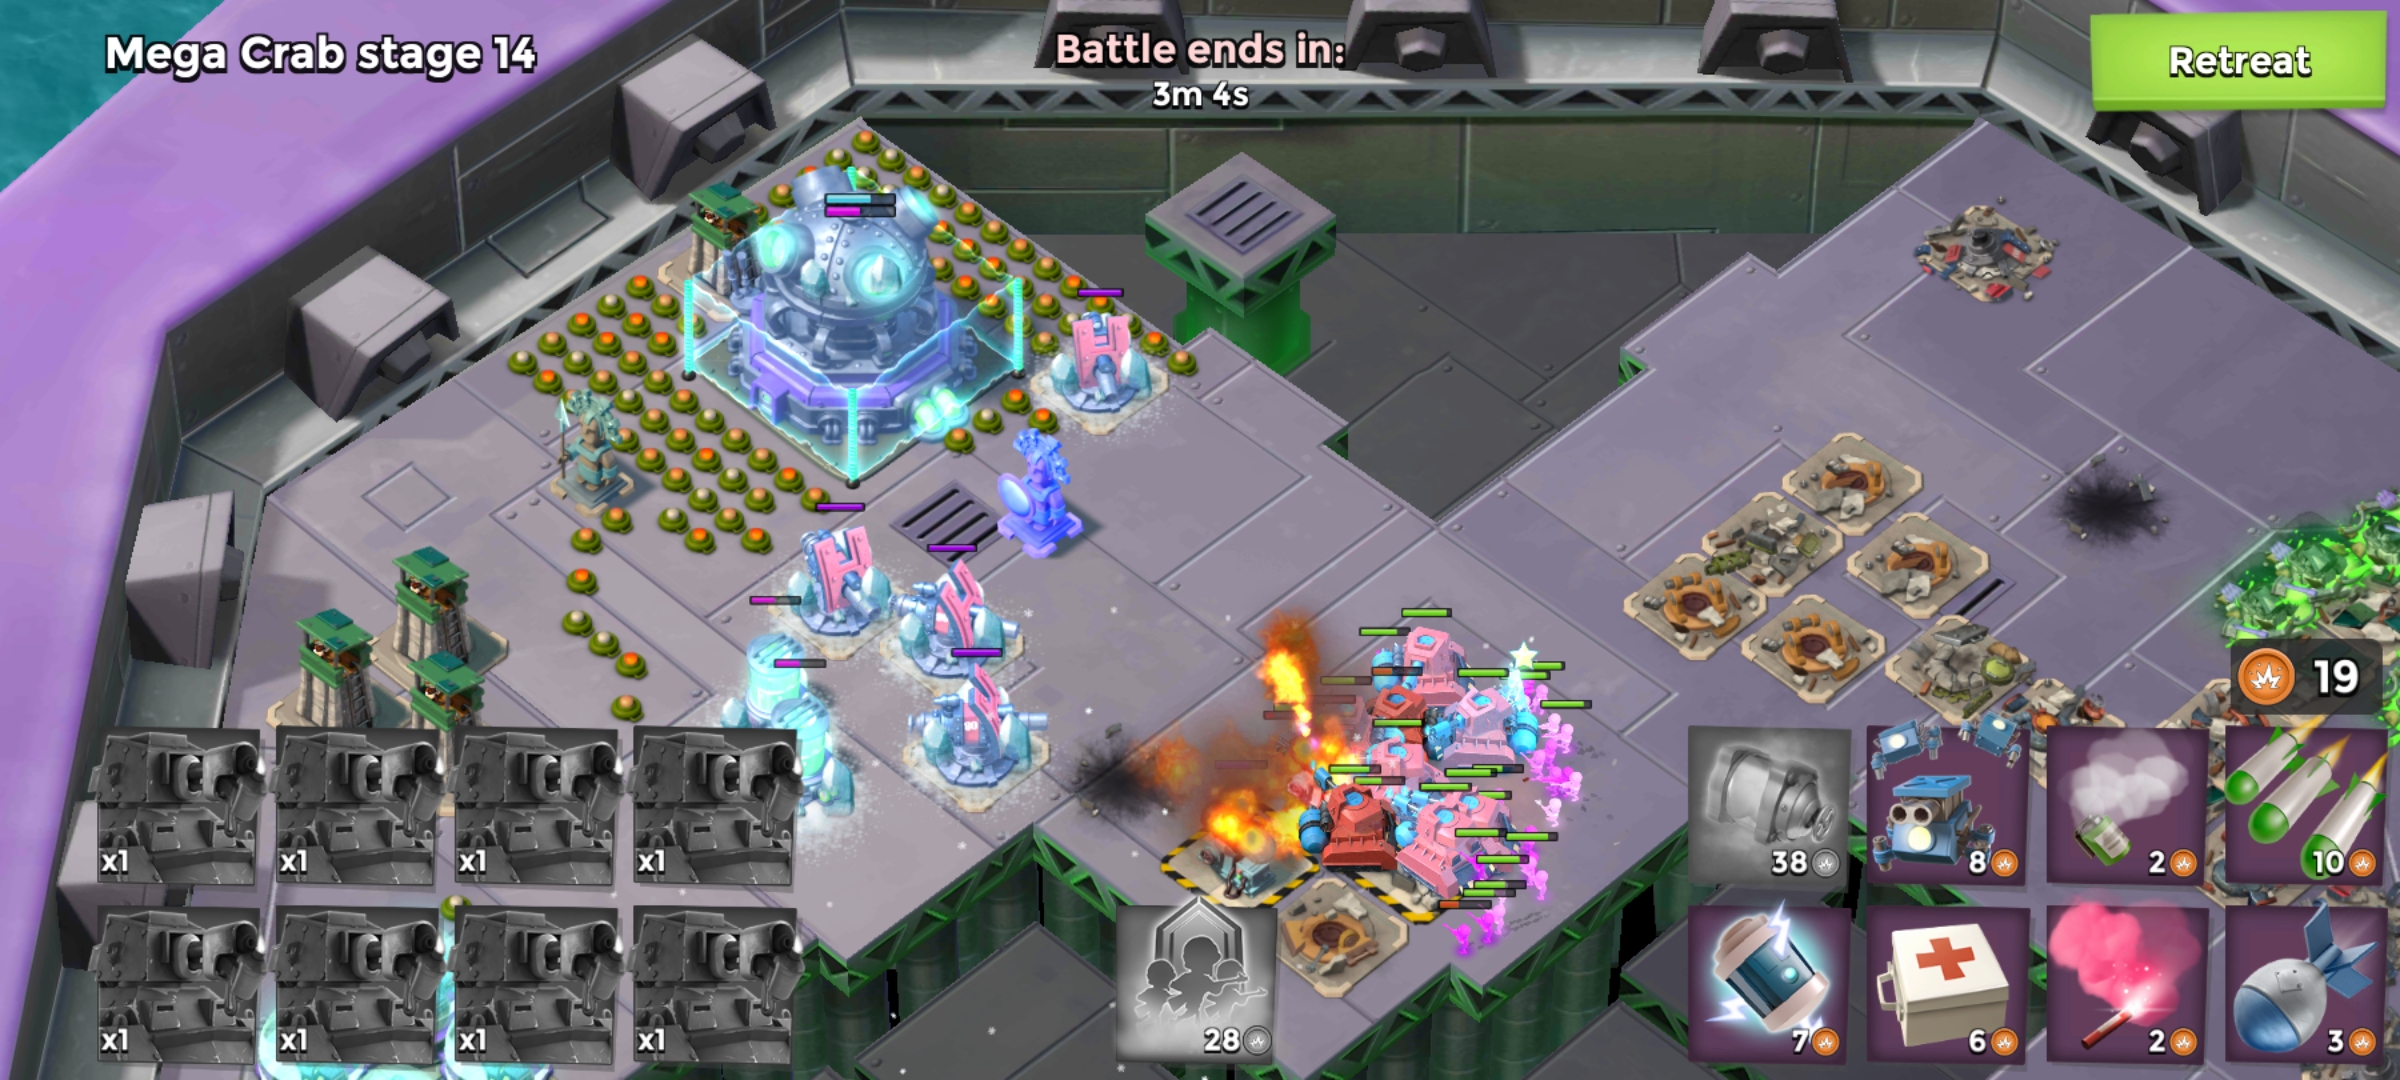 Mega Crab stage 14
Battle ends in:
3m 4s
Retreat
19
x1
x1
x1
x1
38
8
2
10
x1
x1
x1
x1
28
7
6
2
3